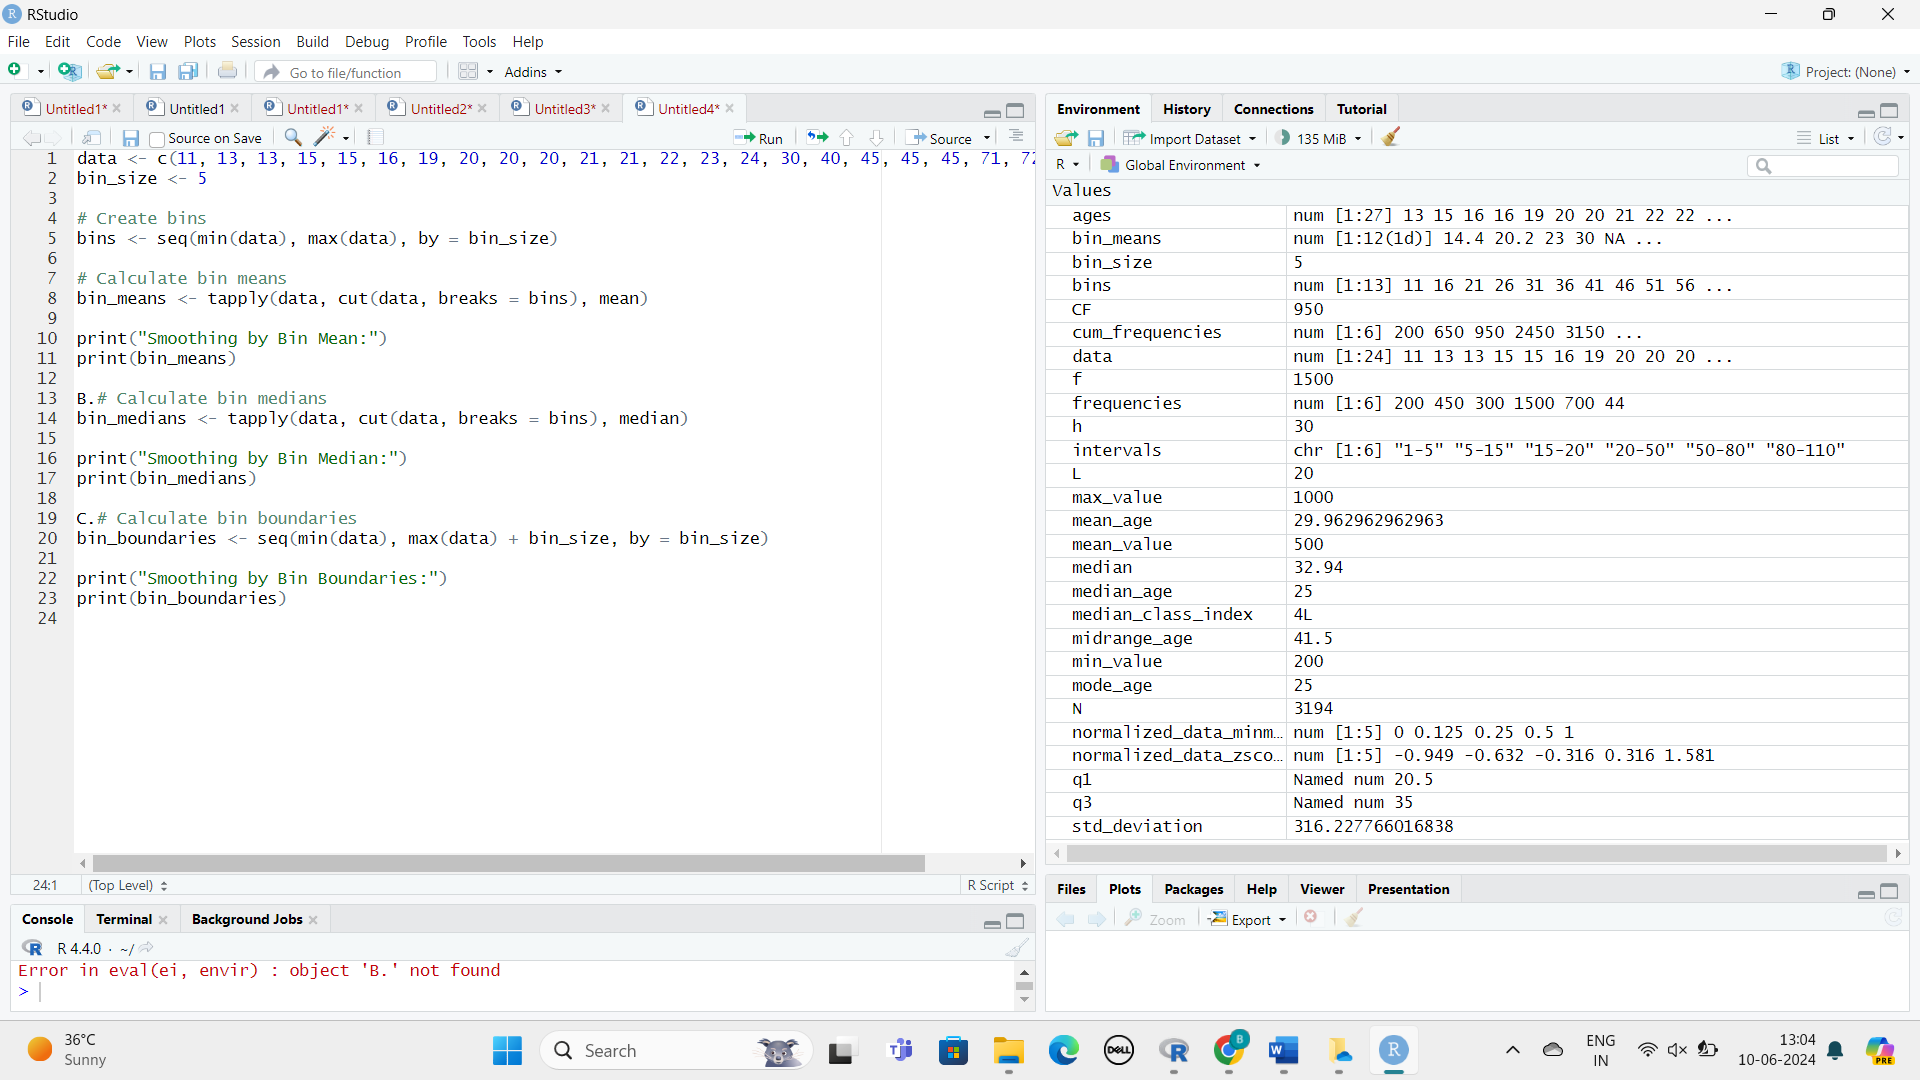 RStudio
File Edit Code View Plots Session Build Debug Profile Tools Help
Go to file/function Addins Project: (None)
Untitled1* Untitled1 Untitled1* Untitled2* Untitled3* Untitled4*
Source on Save Run Source
1 data <- c(11, 13, 13, 15, 15, 16, 19, 20, 20, 20, 21, 21, 22, 23, 24, 30, 40, 45, 45, 45, 71, 72
2 bin_size <- 5
3
4 # Create bins
5 bins <- seq(min(data), max(data), by = bin_size)
6
7 # Calculate bin means
8 bin_means <- tapply(data, cut(data, breaks = bins), mean)
9
10 print("Smoothing by Bin Mean:")
11 print(bin_means)
12
13 B.# Calculate bin medians
14 bin_medians <- tapply(data, cut(data, breaks = bins), median)
15
16 print("Smoothing by Bin Median:")
17 print(bin_medians)
18
19 C.# Calculate bin boundaries
20 bin_boundaries <- seq(min(data), max(data) + bin_size, by = bin_size)
21
22 print("Smoothing by Bin Boundaries:")
23 print(bin_boundaries)
24
24:1 (Top Level) R Script
Console Terminal Background Jobs
R 4.4.0 · ~/
Error in eval(ei, envir) : object 'B.' not found
>
Environment History Connections Tutorial
Import Dataset 135 MiB List
R Global Environment
Values
ages num [1:27] 13 15 16 16 19 20 20 21 22 22 ...
bin_means num [1:12(1d)] 14.4 20.2 23 30 NA ...
bin_size 5
bins num [1:13] 11 16 21 26 31 36 41 46 51 56 ...
CF 950
cum_frequencies num [1:6] 200 650 950 2450 3150 ...
data num [1:24] 11 13 13 15 15 16 19 20 20 20 ...
f 1500
frequencies num [1:6] 200 450 300 1500 700 44
h 30
intervals chr [1:6] "1-5" "5-15" "15-20" "20-50" "50-80" "80-110"
L 20
max_value 1000
mean_age 29.962962962963
mean_value 500
median 32.94
median_age 25
median_class_index 4L
midrange_age 41.5
min_value 200
mode_age 25
N 3194
normalized_data_minm… num [1:5] 0 0.125 0.25 0.5 1
normalized_data_zsco… num [1:5] -0.949 -0.632 -0.316 0.316 1.581
q1 Named num 20.5
q3 Named num 35
std_deviation 316.227766016838
Files Plots Packages Help Viewer Presentation
Zoom Export
36°C
Sunny
Search
DELL
B
ENG
IN
13:04
10-06-2024
PRE